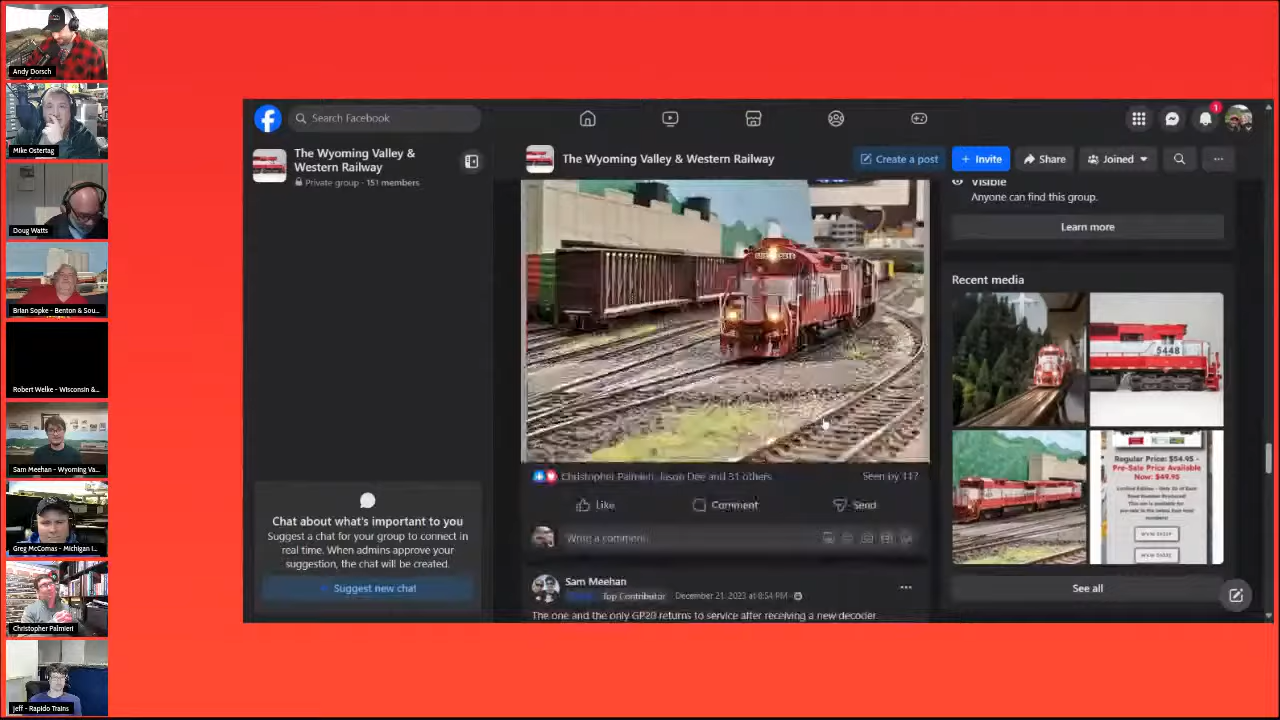 Andy Dorsch
Mike Ostertag
Doug Watts
Brian Sopke - Benton & Sou...
Robert Welke - Wisconsin &...
Sam Meehan - Wyoming Va...
Greg McComas - Michigan I...
Christopher Palmieri
Jeff - Rapido Trains
Search Facebook
1
The Wyoming Valley &
Western Railway
Private group · 151 members
The Wyoming Valley & Western Railway
Create a post
+ Invite
Share
Joined
Chat about what's important to you
Suggest a chat for your group to connect in
real time. When admins approve your
suggestion, the chat will be created.
+ Suggest new chat
Christopher Palmieri, Jason Dee and 31 others
Seen by 117
Like
Comment
Send
Write a comment...
Sam Meehan
Top Contributor
December 21, 2023 at 8:54 PM
The one and the only GP20 returns to service after receiving a new decoder
Visible
Anyone can find this group.
Learn more
Recent media
5448
Regular Price: $54.95 -
Pre-Sale Price Available
Now: $49.95
See all